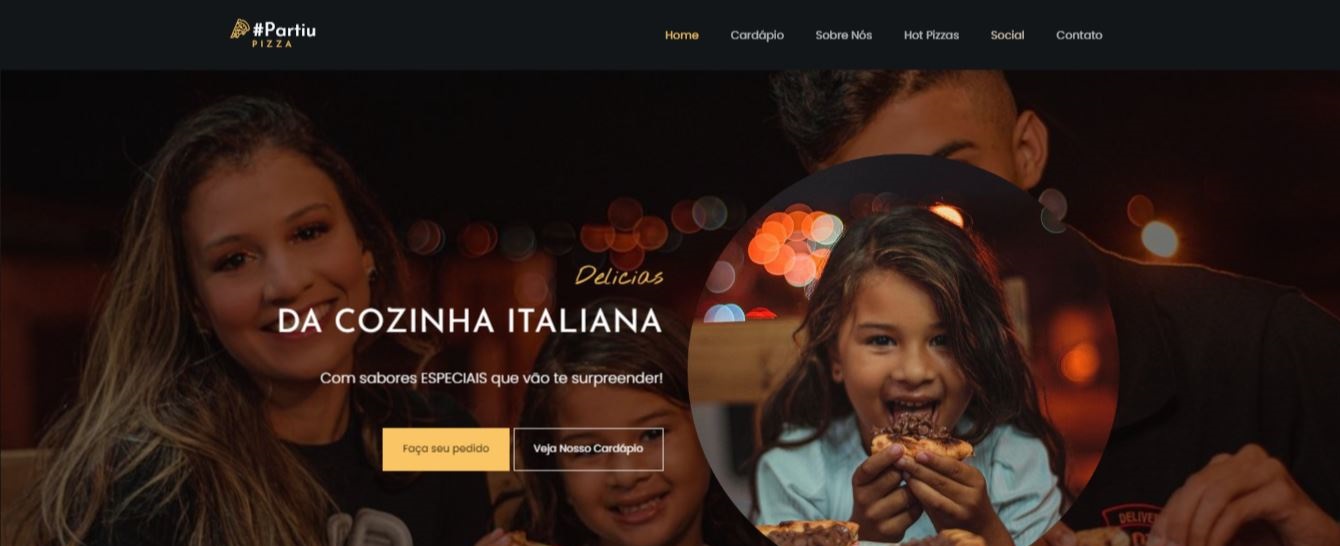 #Partiu
PIZZA
Home Cardápio Sobre Nós Hot Pizzas Social Contato
Delicias
DA COZINHA ITALIANA
Com sabores ESPECIAIS que vão te surpreender!
Faça seu pedido Veja Nosso Cardápio